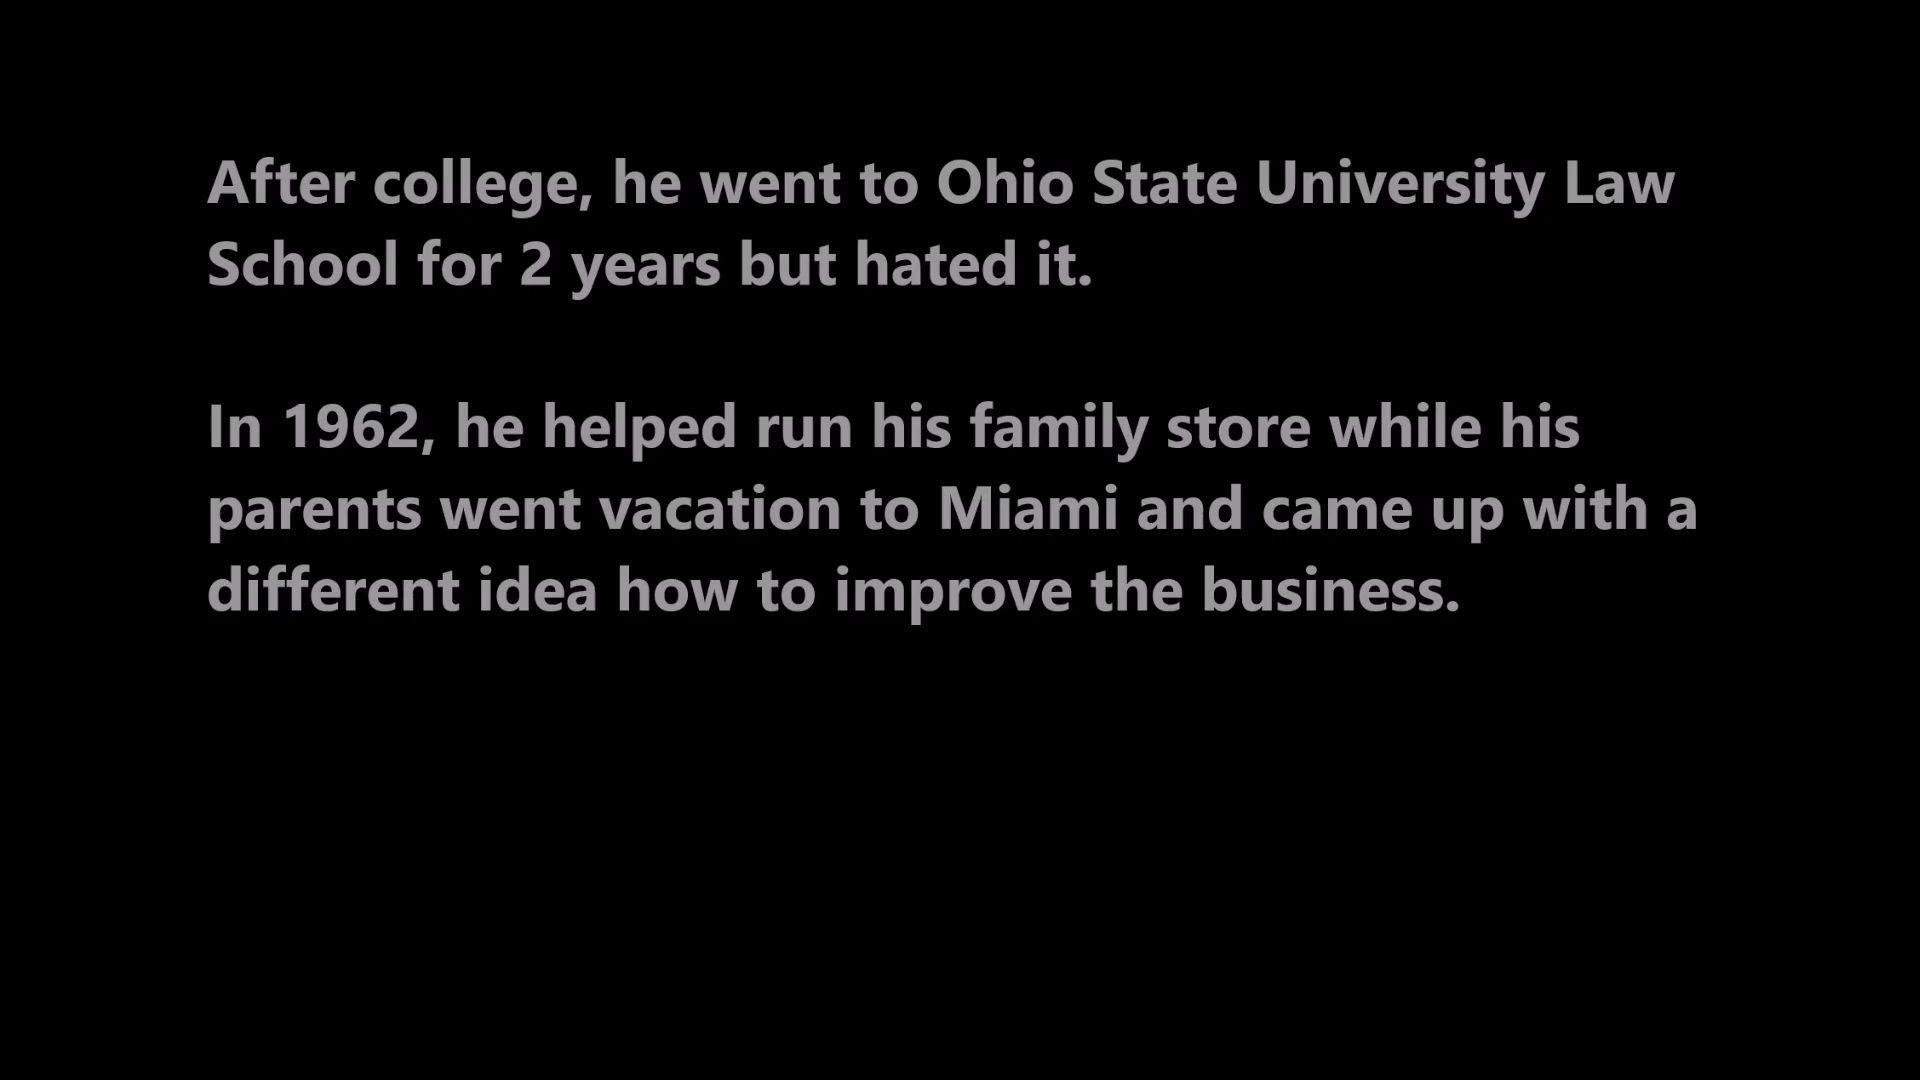 After college, he went to Ohio State University Law
School for 2 years but hated it.
In 1962, he helped run his family store while his
parents went vacation to Miami and came up with a
different idea how to improve the business.